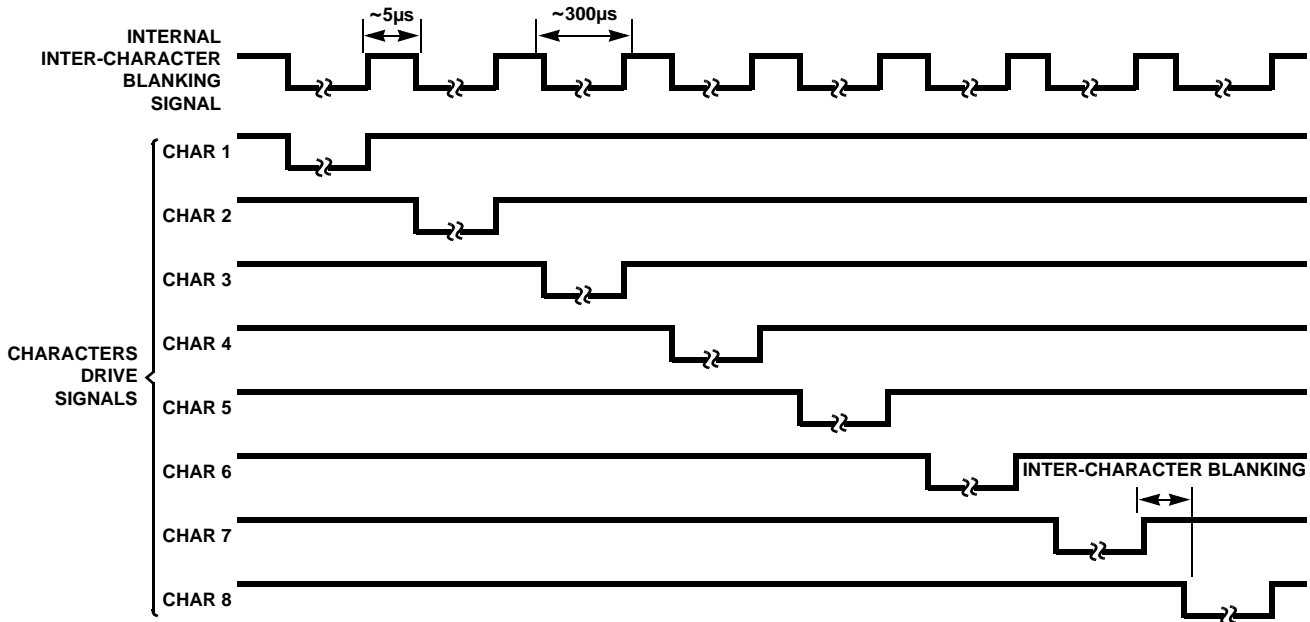 ~5µs
~300µs
INTERNAL
INTER-CHARACTER
BLANKING
SIGNAL
CHAR 1
CHAR 2
CHAR 3
CHAR 4
CHARACTERS
DRIVE
SIGNALS
CHAR 5
CHAR 6
INTER-CHARACTER BLANKING
CHAR 7
CHAR 8